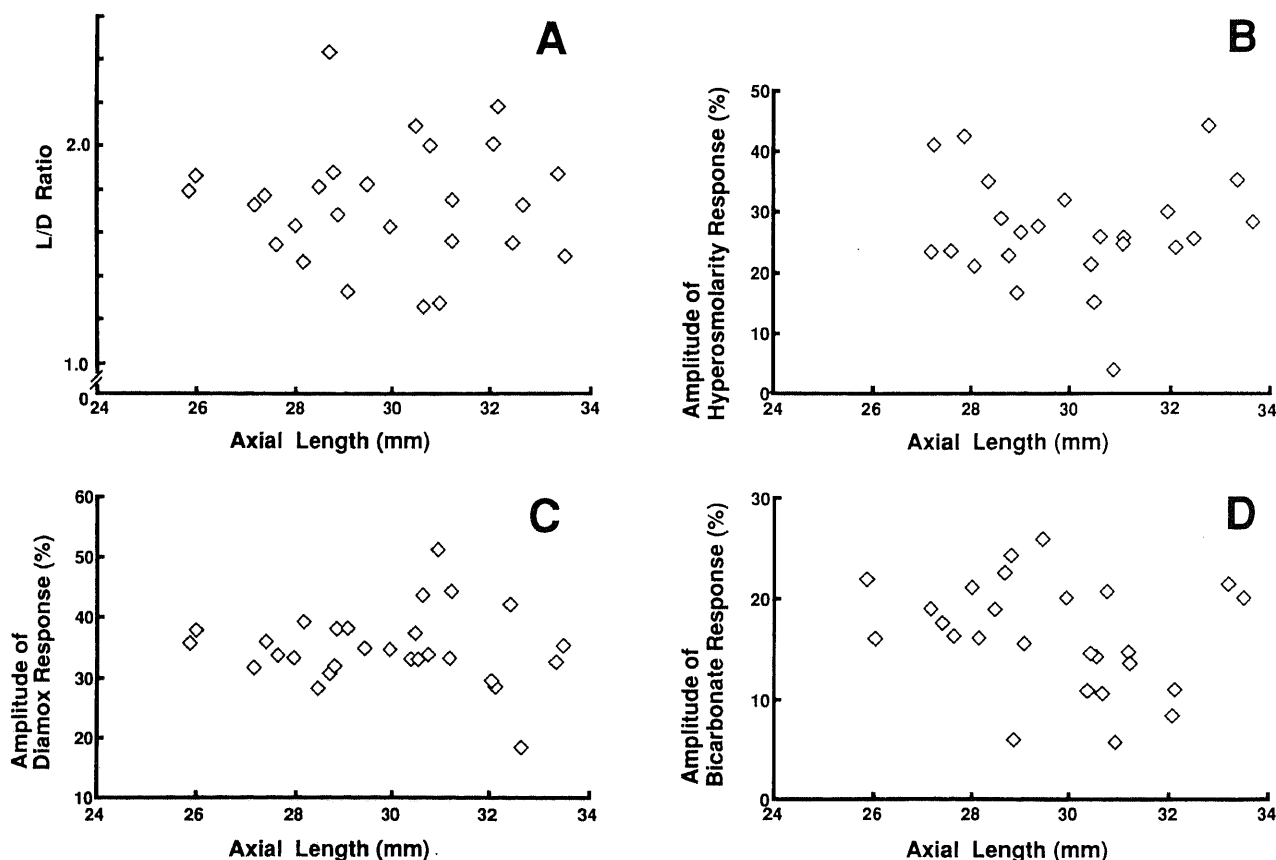 A
2.0
L/D Ratio
1.0
0
24 26 28 30 32 34
Axial Length (mm)
B
50
40
30
20
10
0
Amplitude of
Hyperosmolarity Response (%)
24 26 28 30 32 34
Axial Length (mm)
C
60
50
40
30
20
10
Amplitude of
Diamox Response (%)
24 26 28 30 32 34
Axial Length (mm)
D
30
20
10
0
Amplitude of
Bicarbonate Response (%)
24 26 28 30 32 34
Axial Length (mm)